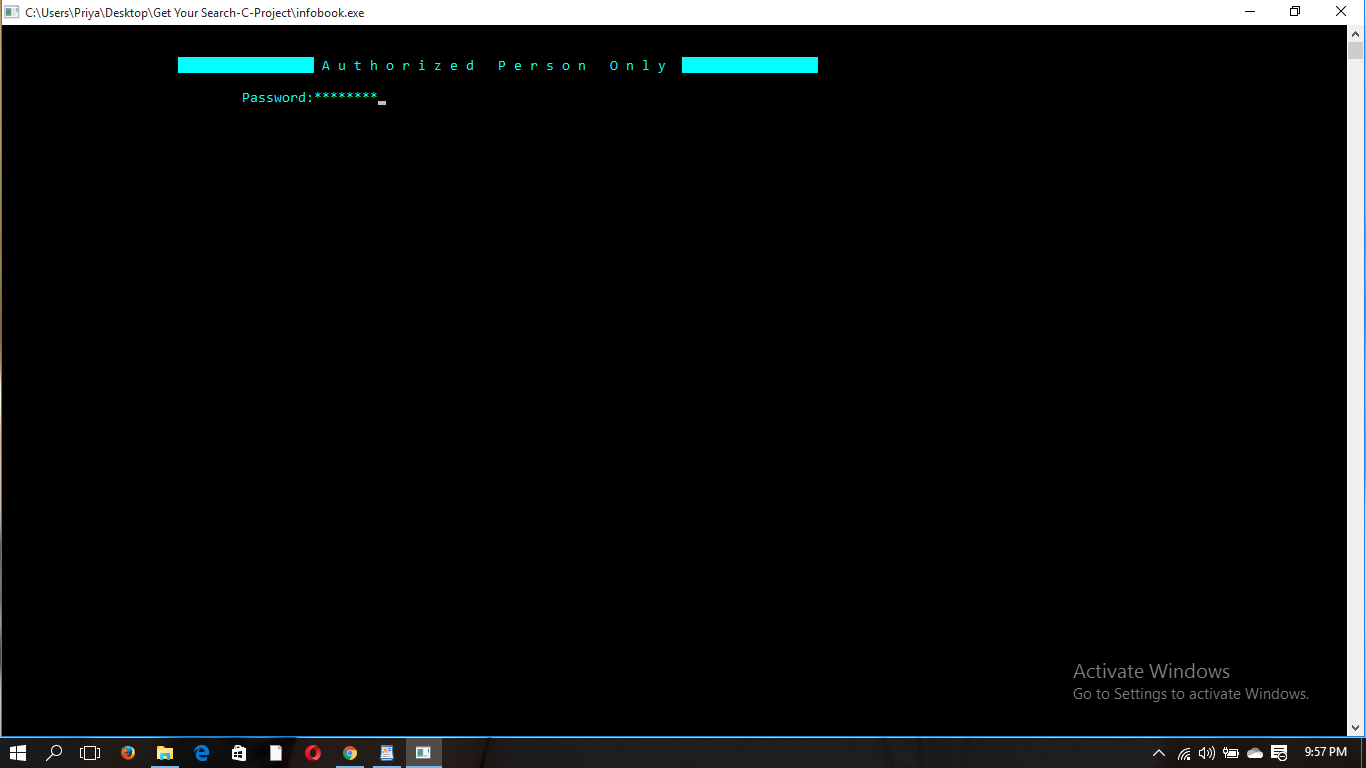 C:\Users\Priya\Desktop\Get Your Search-C-Project\infobook.exe
A u t h o r i z e d   P e r s o n   O n l y
Password:********
Activate Windows
Go to Settings to activate Windows.
9:57 PM